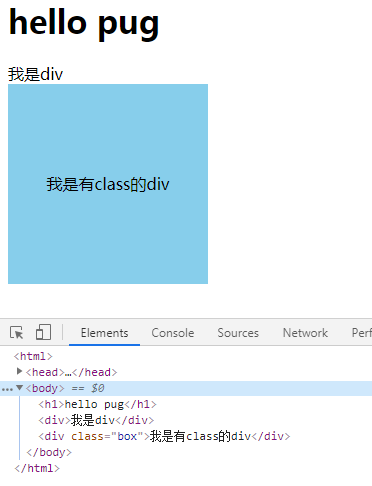 hello pug
我是div
我是有class的div
Elements Console Sources Network Perf
<html>
<head>…</head>
… <body> == $0
<h1>hello pug</h1>
<div>我是div</div>
<div class="box">我是有class的div</div>
</body>
</html>